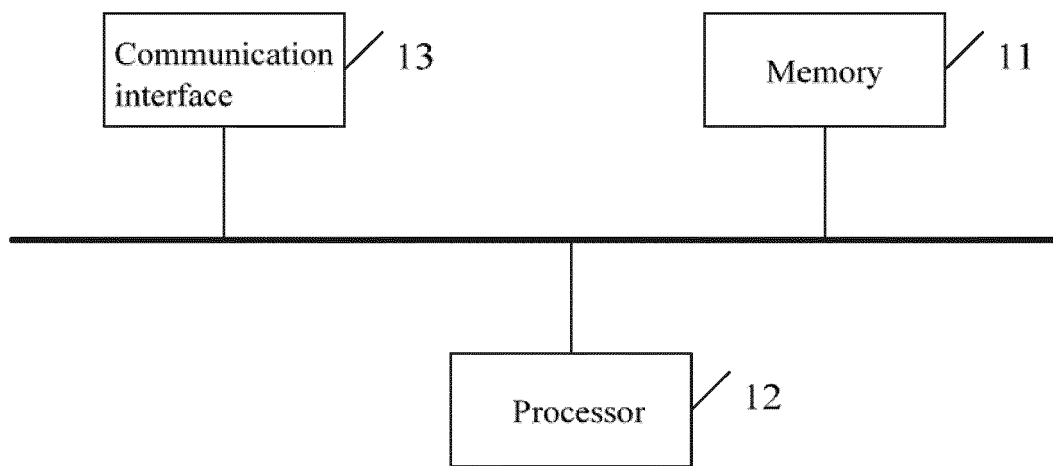 Communication
interface
13
Memory
11
Processor
12